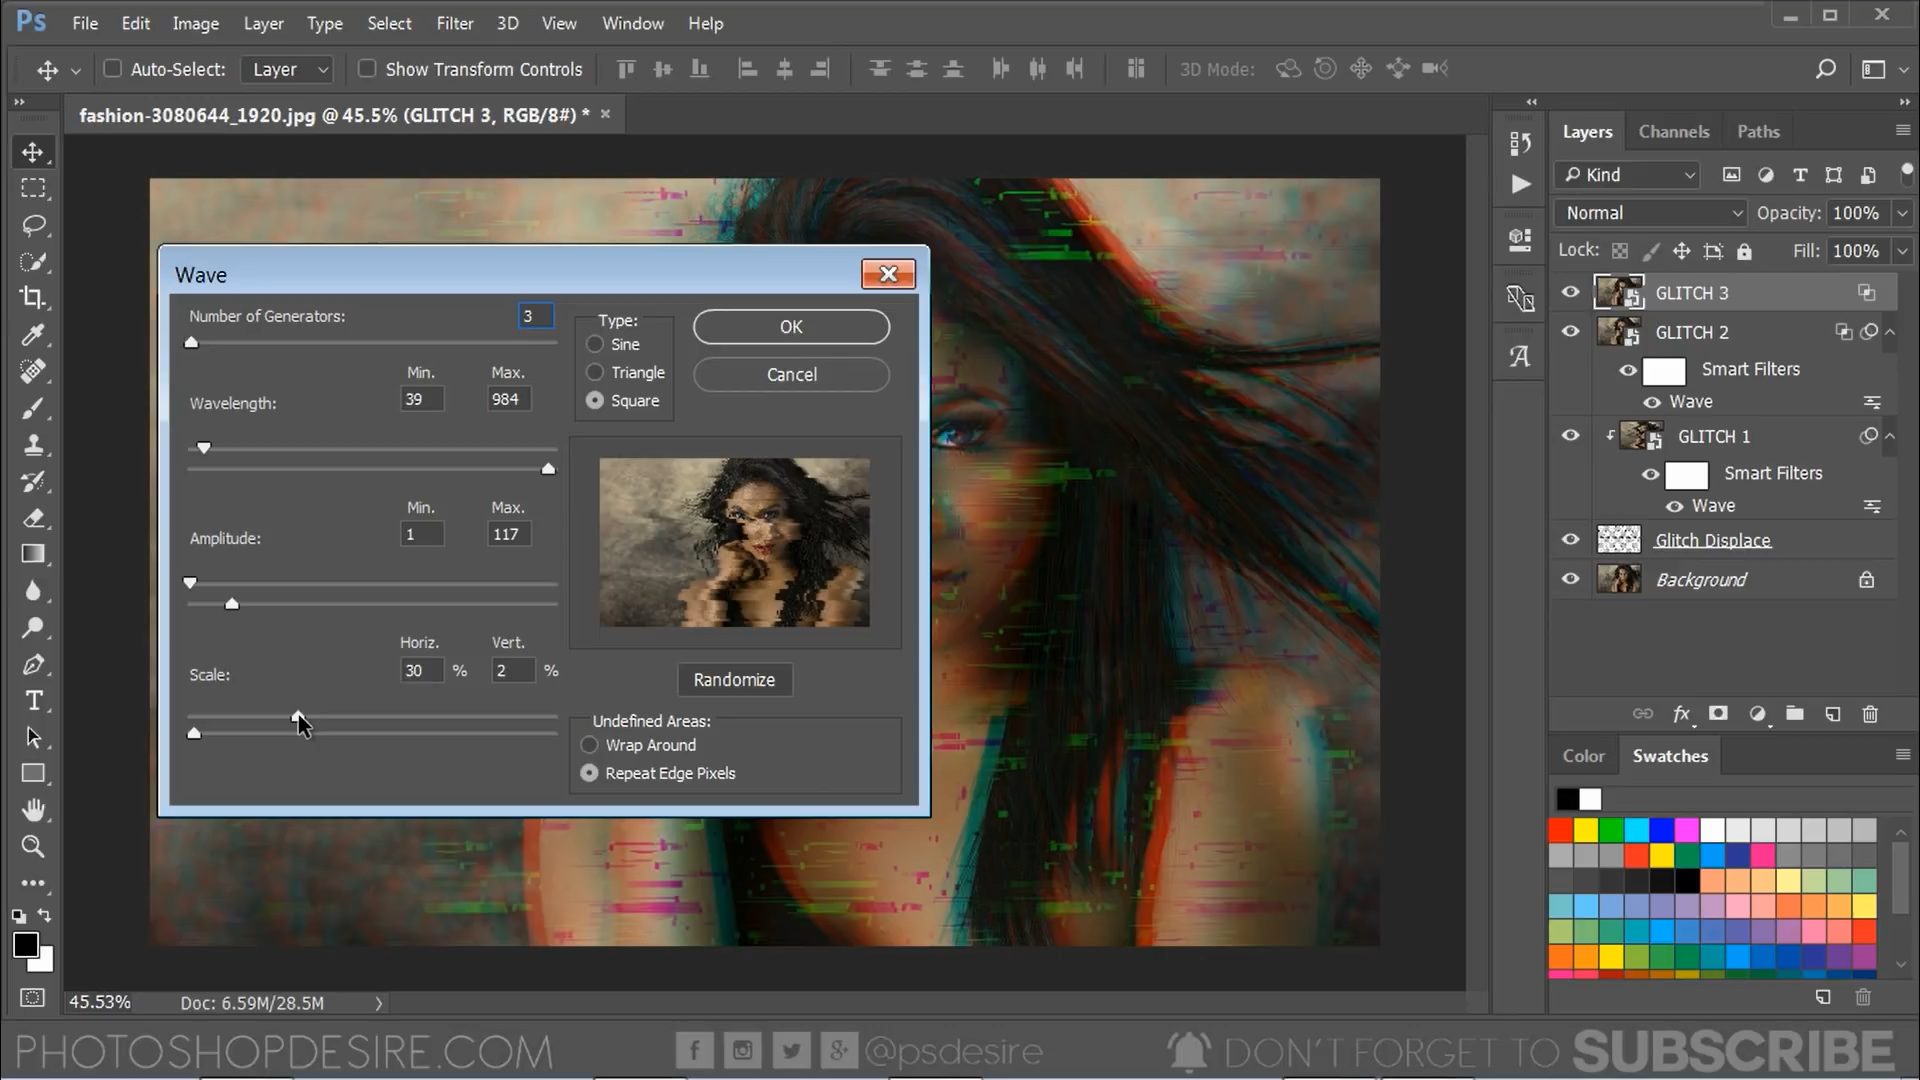 Ps File Edit Image Layer Type Select Filter 3D View Window Help
Auto-Select: Layer Show Transform Controls 3D Mode:
fashion-3080644_1920.jpg @ 45.5% (GLITCH 3, RGB/8#) *
Wave
Number of Generators: 3
Min. Max.
Wavelength: 39 984
Min. Max.
Amplitude: 1 117
Horiz. Vert.
Scale: 30 % 2 %
Type:
Sine
Triangle
Square
OK
Cancel
Randomize
Undefined Areas:
Wrap Around
Repeat Edge Pixels
Layers Channels Paths
Kind
Normal Opacity: 100%
Lock: Fill: 100%
GLITCH 3
GLITCH 2
Smart Filters
Wave
GLITCH 1
Smart Filters
Wave
Glitch Displace
Background
fx
Color Swatches
45.53% Doc: 6.59M/28.5M
PHOTOSHOPDESIRE.COM @psdesire DON'T FORGET TO SUBSCRIBE